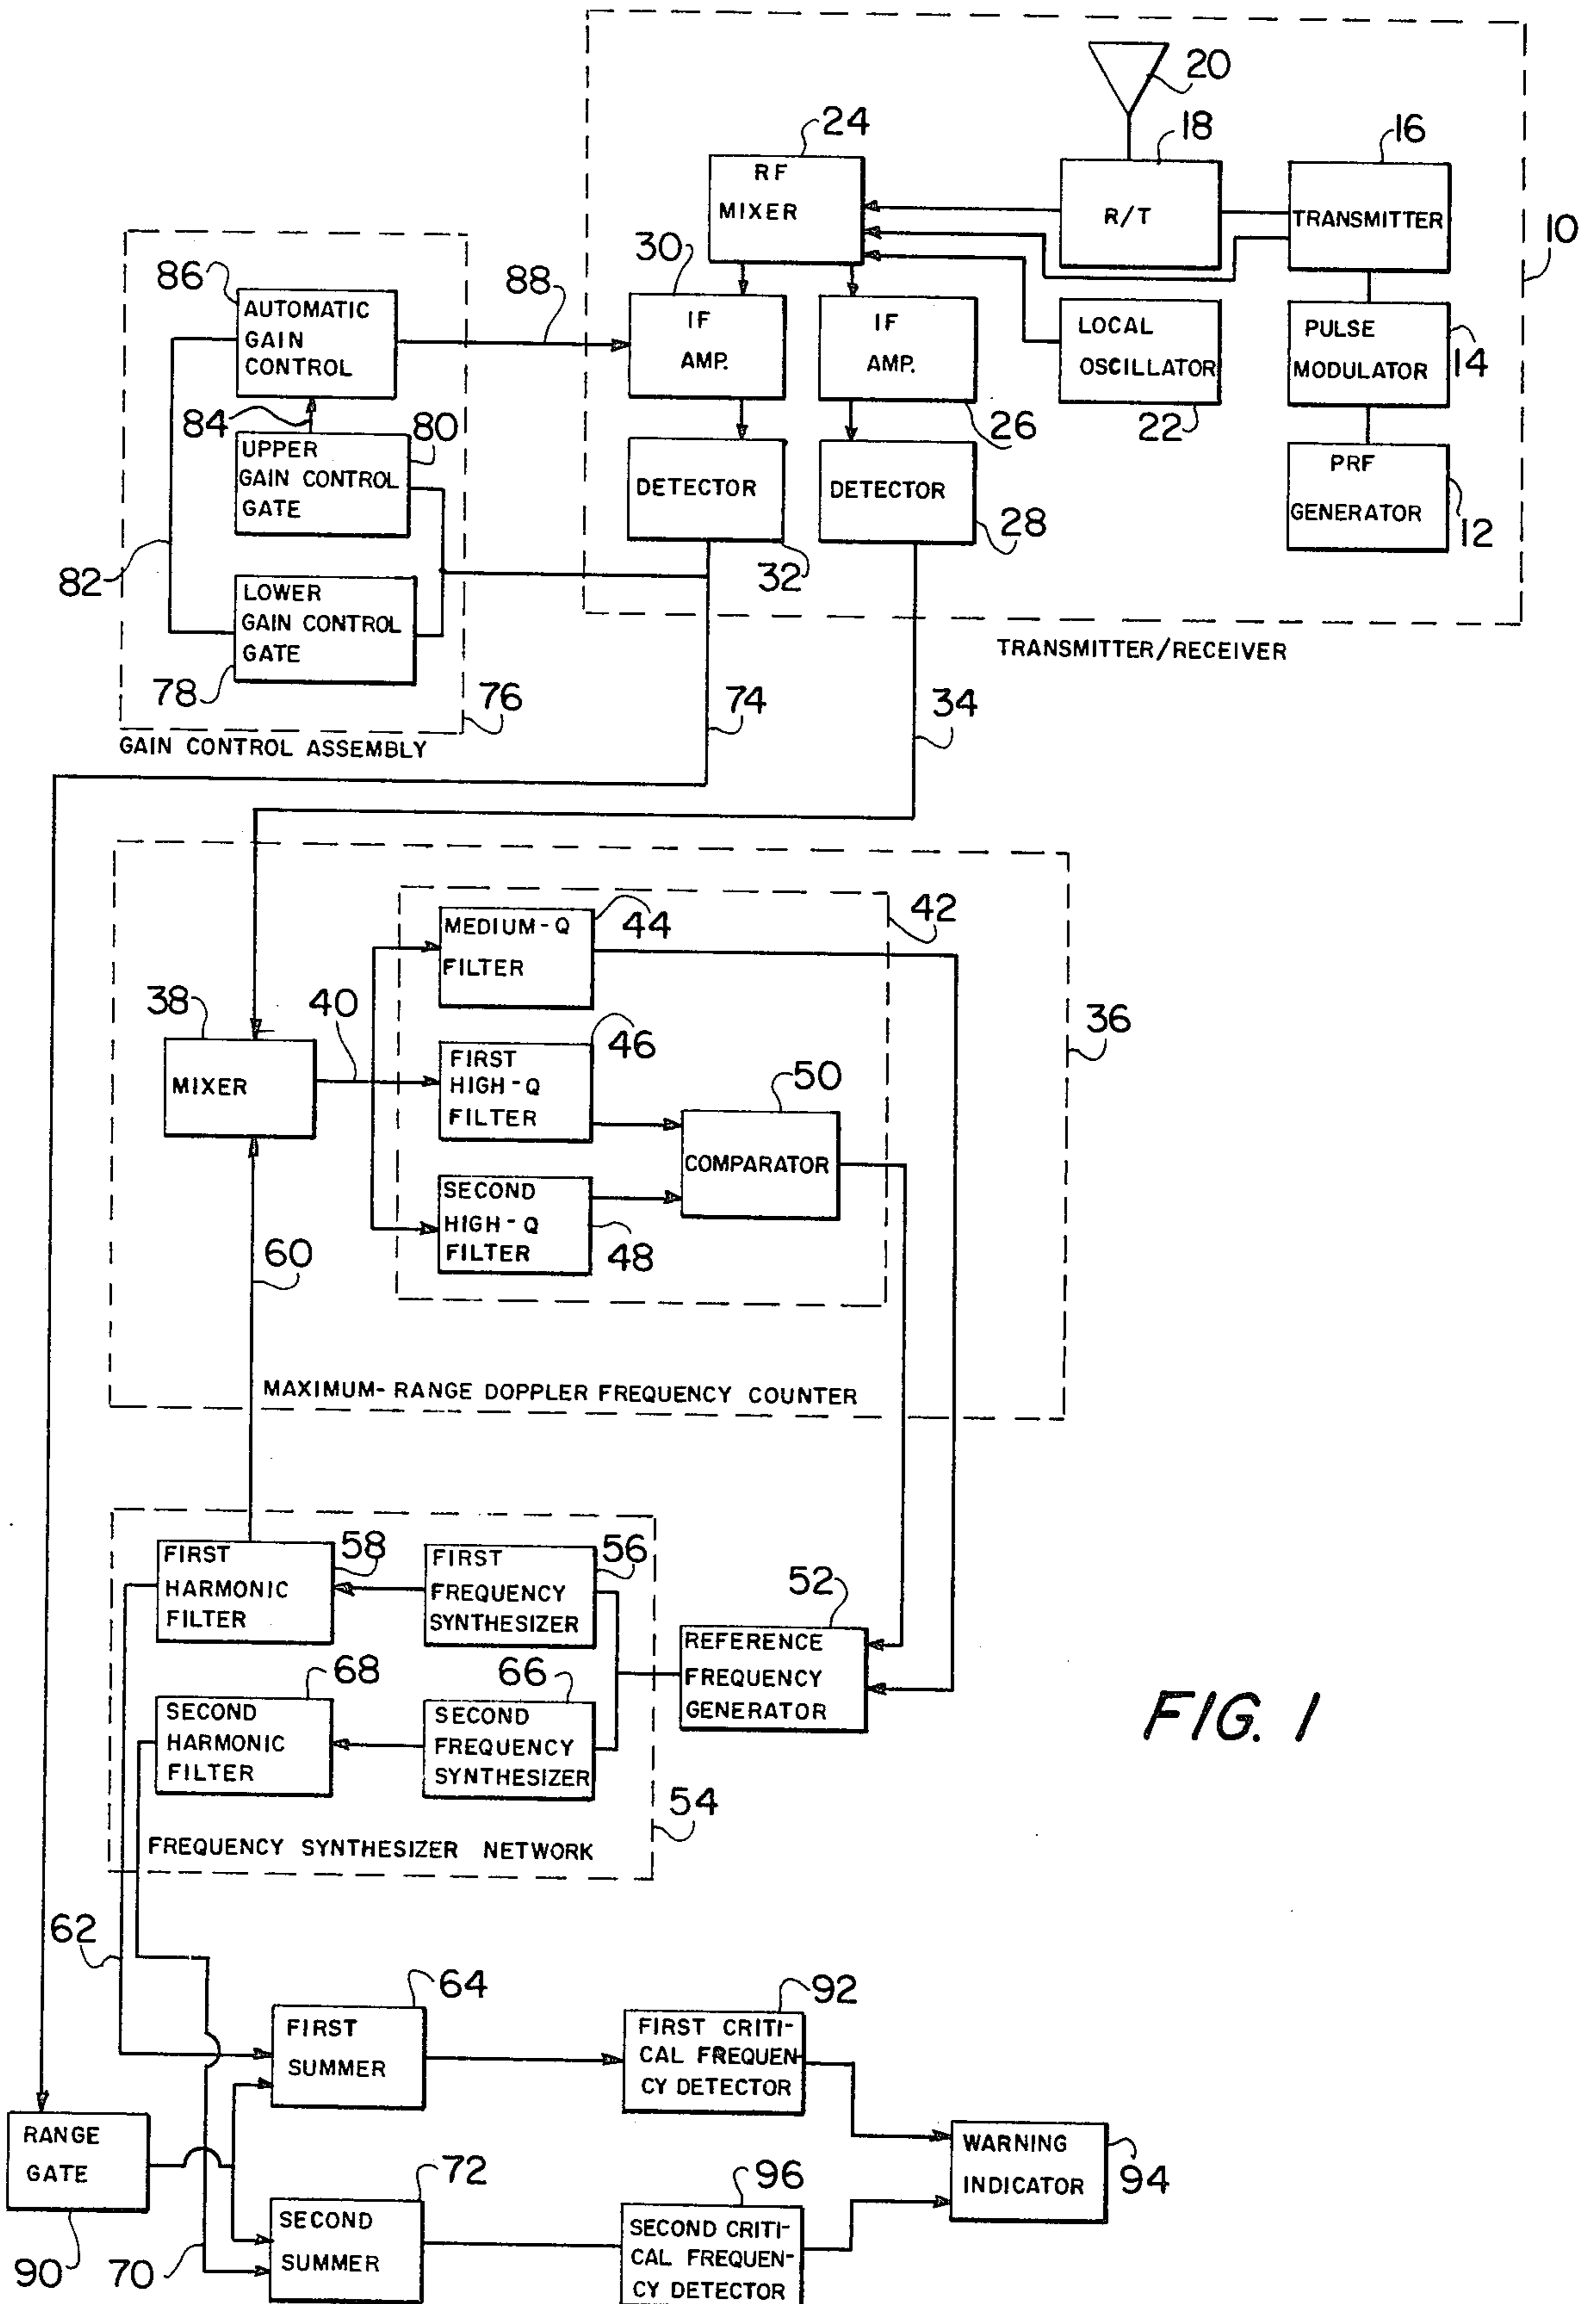 20
24
18
16
RF
MIXER
R/T
TRANSMITTER
10
30
86
88
AUTOMATIC
GAIN
CONTROL
IF
AMP.
IF
AMP.
LOCAL
OSCILLATOR
PULSE
MODULATOR
14
84
80
26
22
UPPER
GAIN CONTROL
GATE
DETECTOR
DETECTOR
PRF
GENERATOR
28
12
82
32
LOWER
GAIN CONTROL
GATE
TRANSMITTER/RECEIVER
78
76
74
34
GAIN CONTROL ASSEMBLY
44
42
MEDIUM-Q
FILTER
38
40
46
36
MIXER
FIRST
HIGH-Q
FILTER
50
COMPARATOR
SECOND
HIGH-Q
FILTER
48
60
MAXIMUM-RANGE DOPPLER FREQUENCY COUNTER
58
56
52
FIRST
HARMONIC
FILTER
FIRST
FREQUENCY
SYNTHESIZER
REFERENCE
FREQUENCY
GENERATOR
68
66
SECOND
HARMONIC
FILTER
SECOND
FREQUENCY
SYNTHESIZER
FIG. 1
54
FREQUENCY SYNTHESIZER NETWORK
62
64
92
FIRST
SUMMER
FIRST CRITI-
CAL FREQUEN-
CY DETECTOR
RANGE
GATE
WARNING
INDICATOR
94
72
96
SECOND
SUMMER
SECOND CRITI-
CAL FREQUEN-
CY DETECTOR
90
70